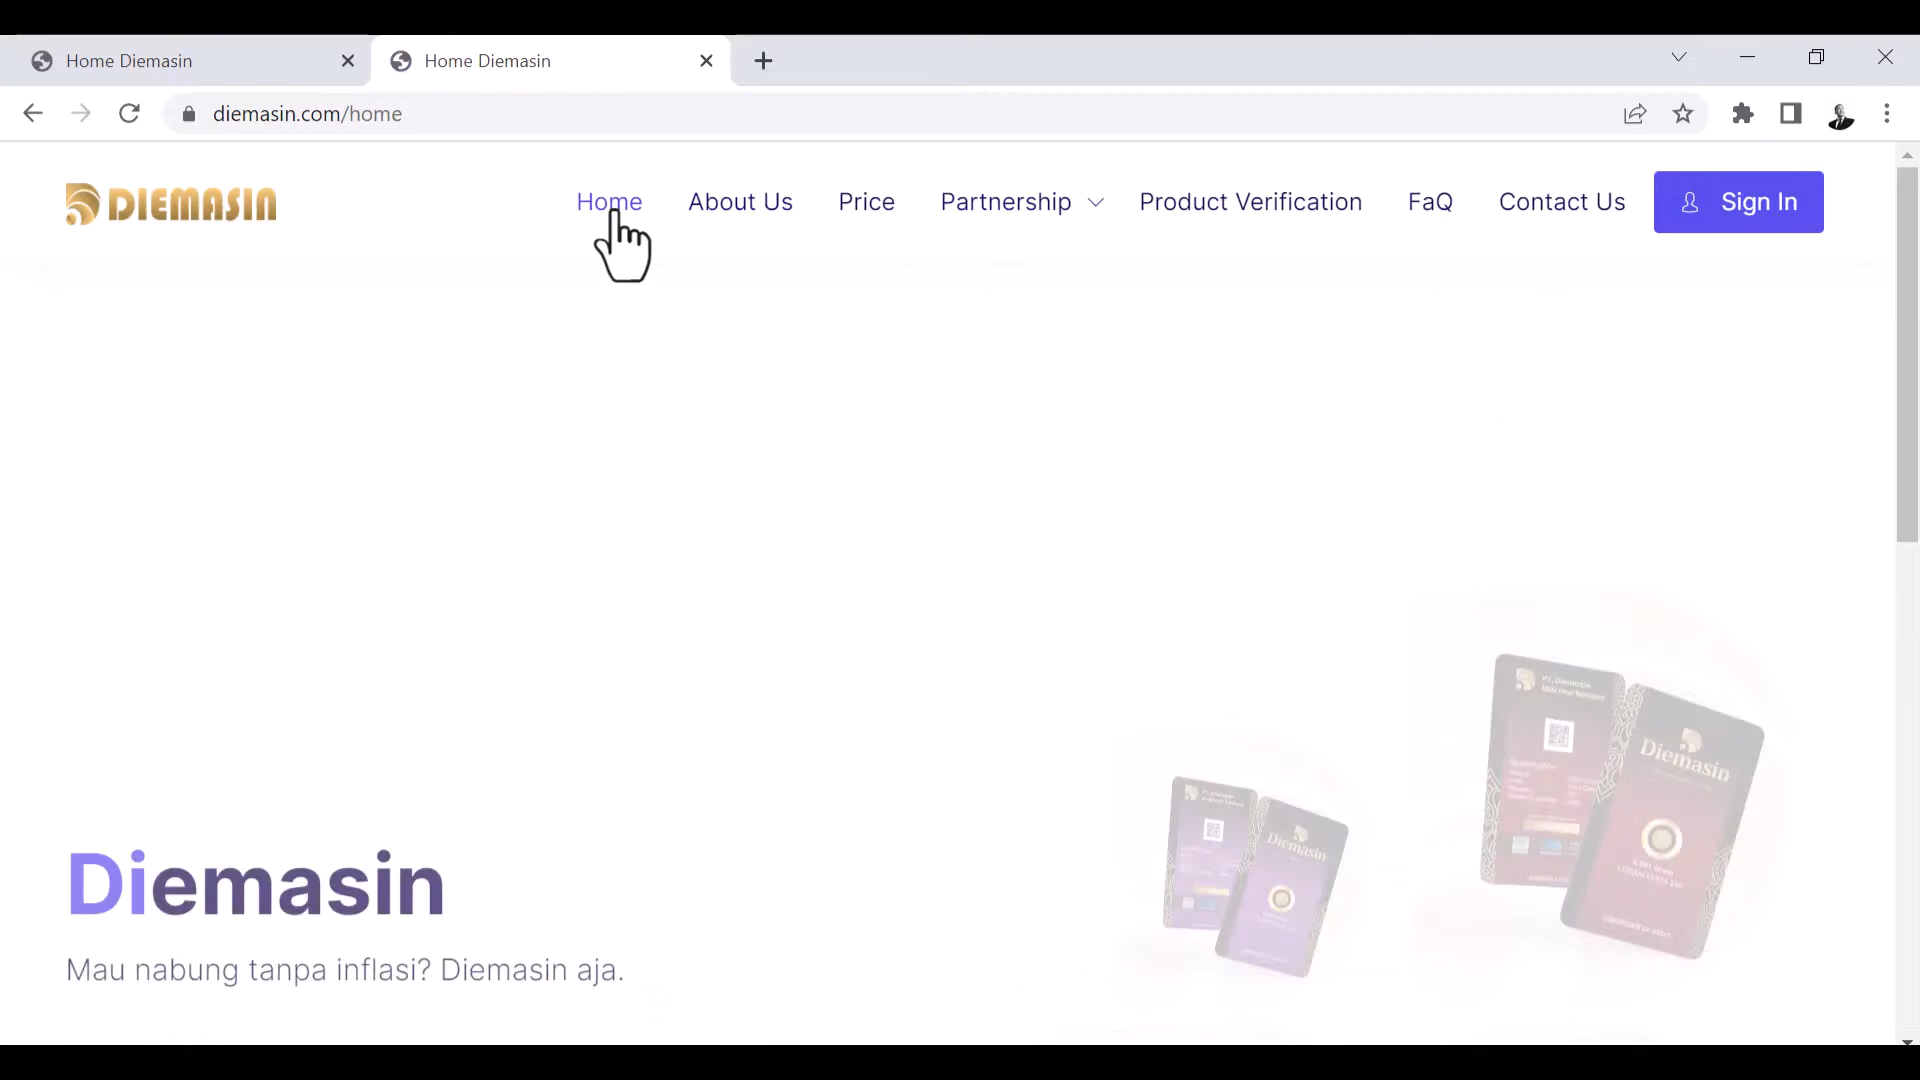 Home Diemasin
Home Diemasin
diemasin.com/home
DIEMASIN
Home
About Us
Price
Partnership
Product Verification
FaQ
Contact Us
Sign In
Diemasin
Diemasin
Diemasin
Mau nabung tanpa inflasi? Diemasin aja.